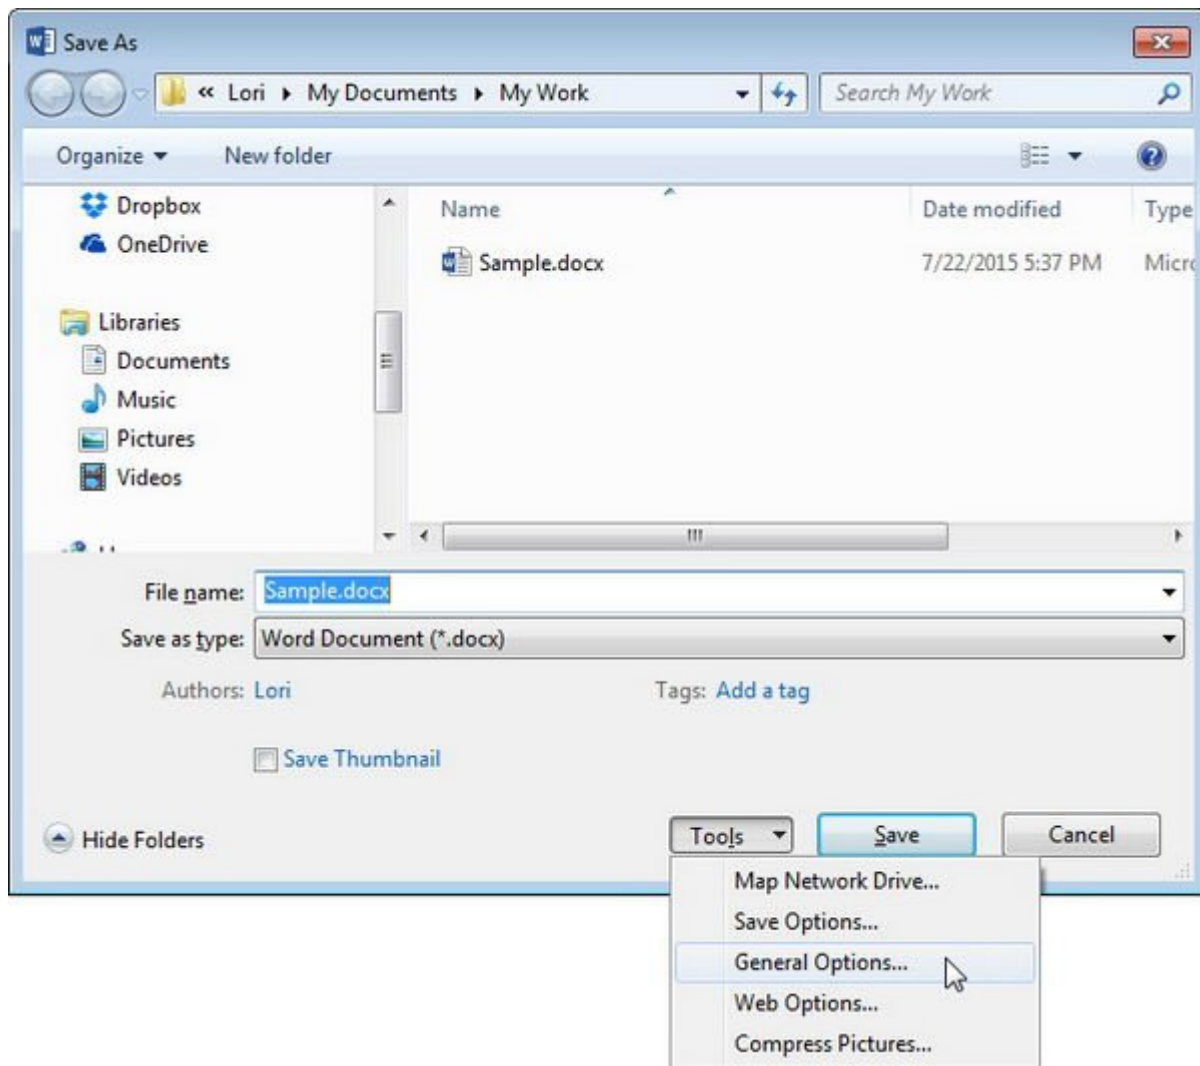 Save As
« Lori ▸ My Documents ▸ My Work
Search My Work
Organize
New folder
Dropbox
OneDrive
Libraries
Documents
Music
Pictures
Videos
Name
Date modified
Type
Sample.docx
7/22/2015 5:37 PM
Micro
File name: Sample.docx
Save as type: Word Document (*.docx)
Authors: Lori
Tags: Add a tag
Save Thumbnail
Hide Folders
Tools
Save
Cancel
Map Network Drive...
Save Options...
General Options...
Web Options...
Compress Pictures...